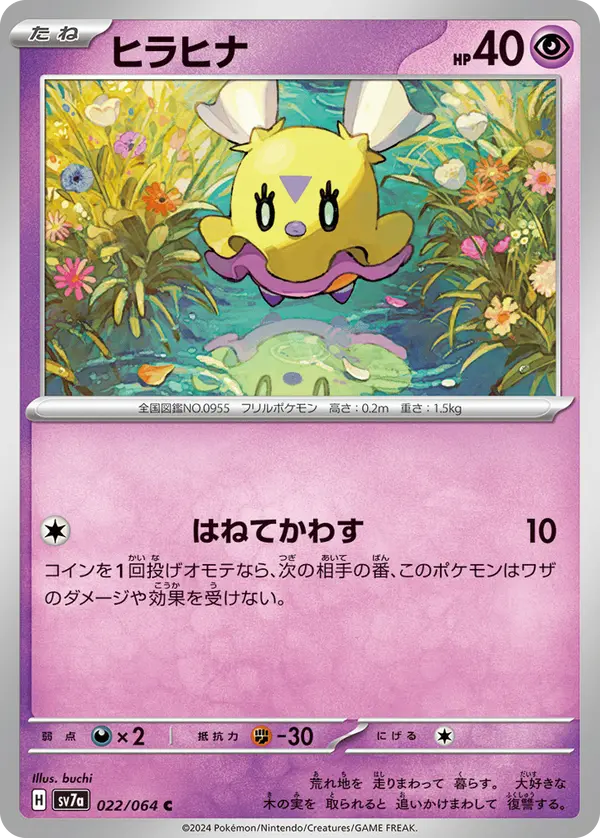 たね ヒラヒナ HP40
全国図鑑NO.0955 フリルポケモン 高さ:0.2m 重さ:1.5kg
はねてかわす 10
コインを1回投げオモテなら、次の相手の番、このポケモンはワザ
のダメージや効果を受けない。
弱点 ×2 抵抗力 -30 にげる
Illus. buchi
H sv7a 022/064 C
荒れ地を 走りまわって 暮らす。 大好きな
木の実を 取られると 追いかけまわして 復讐する。
©2024 Pokémon/Nintendo/Creatures/GAME FREAK.